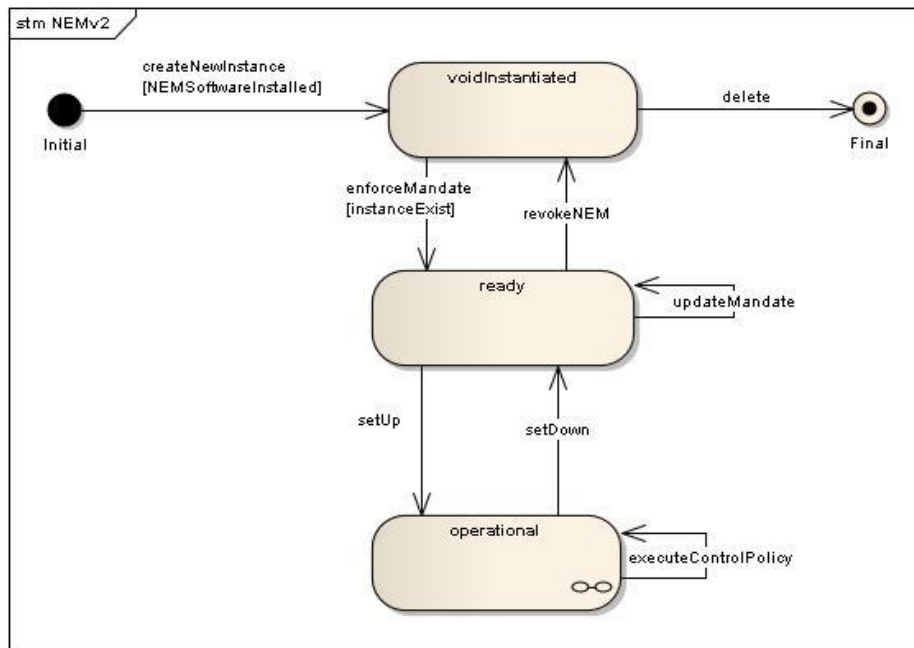 stm NEMv2
createNewInstance
[NEMSoftwareInstalled]
voidInstantiated
delete
Initial
Final
enforceMandate
[instanceExist]
revokeNEM
ready
updateMandate
setUp
setDown
operational
executeControlPolicy